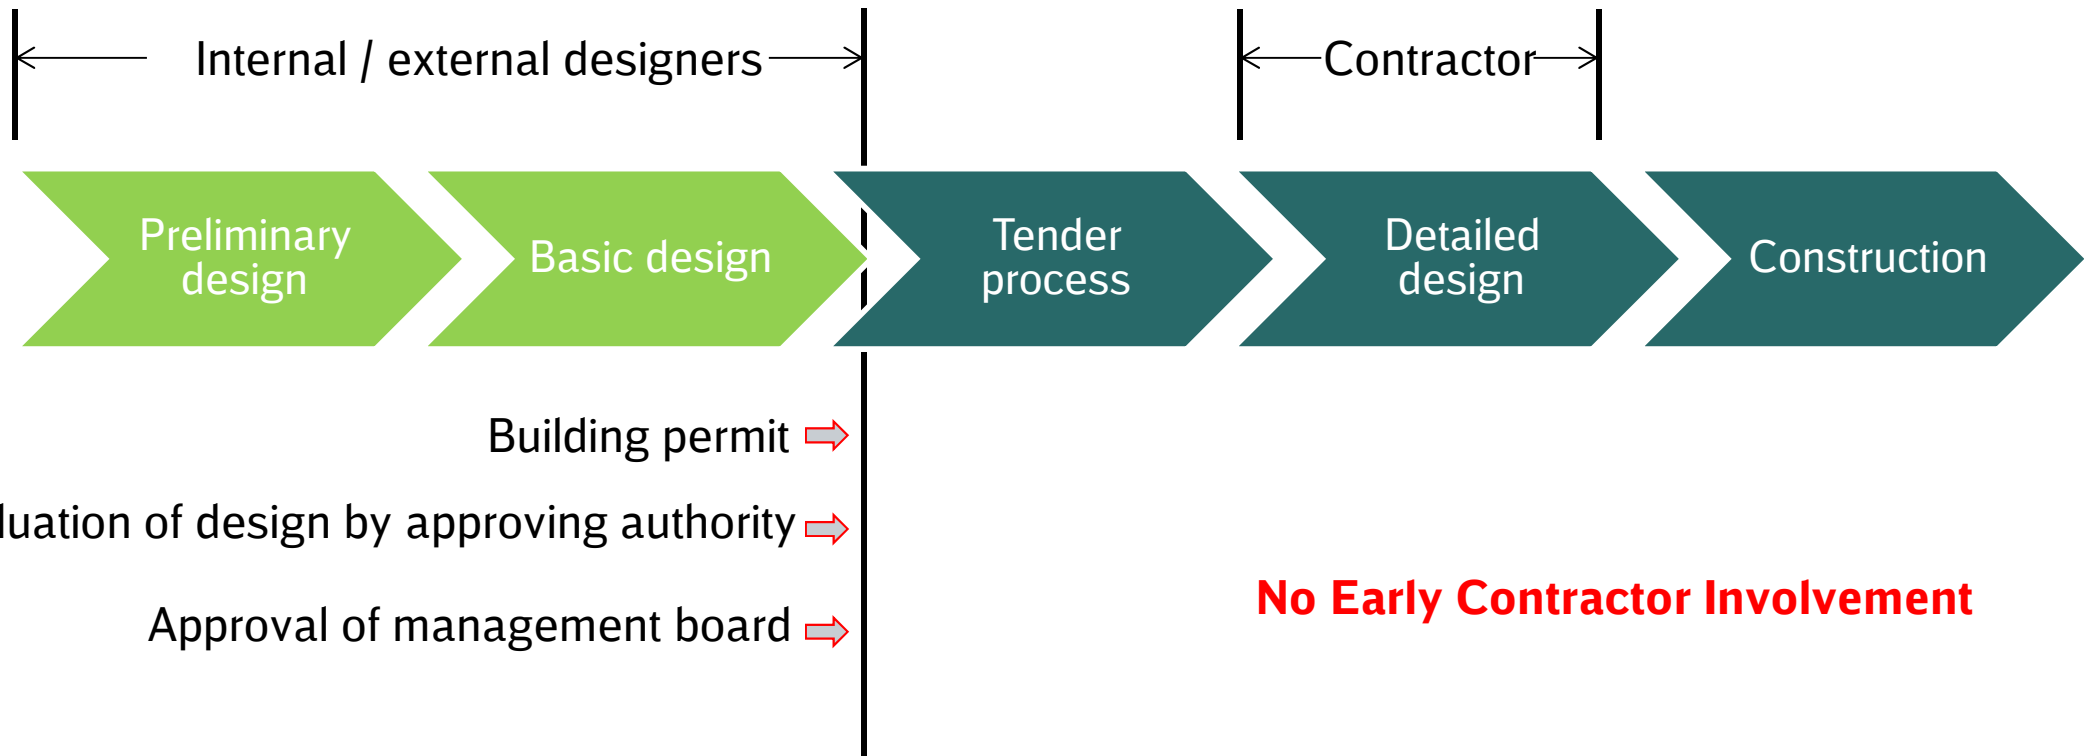 Internal / external designers
Contractor
Preliminary
design
Basic design
Tender
process
Detailed
design
Construction
Building permit
luation of design by approving authority
Approval of management board
No Early Contractor Involvement